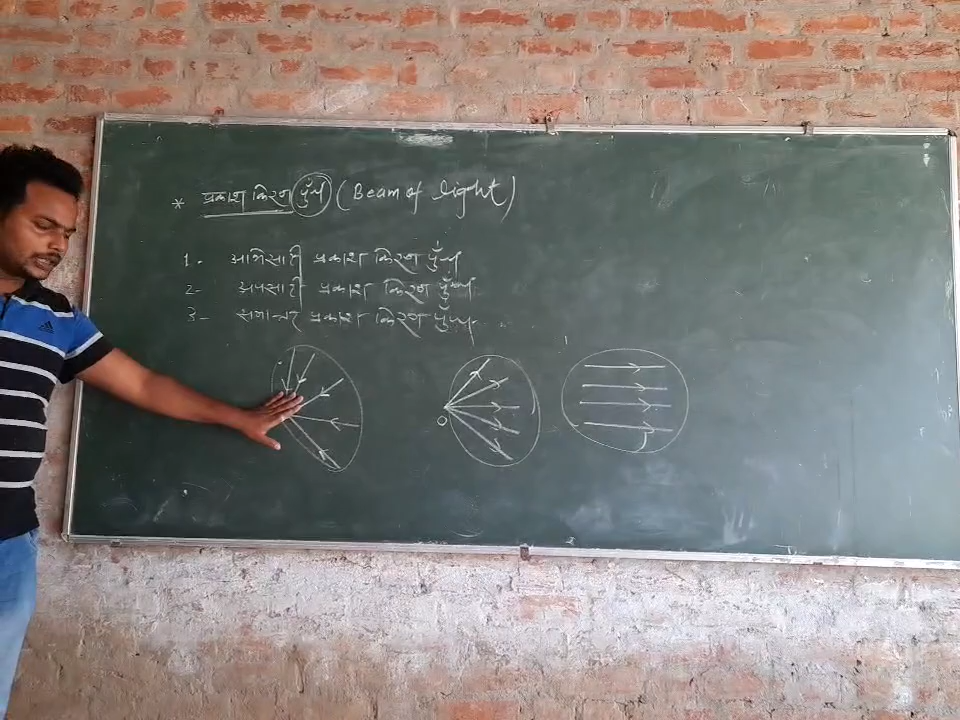 * प्रकाश किरण पुँज (Beam of light)
1. अभिसारी प्रकाश किरण पुँज
2- अपसारी प्रकाश किरण पुँज
3- समान्तर प्रकाश किरण पुँज
O